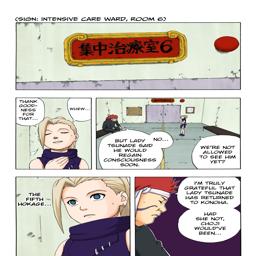 (SIGN: INTENSIVE CARE WARD, ROOM 6)
集中治療室6
THANK
GOOD-
NESS FOR
THAT...
WHEW...
NO...
BUT LADY
TSUNADE SAID
HE WOULD
REGAIN
CONSCIOUSNESS
SOON.
WE'RE NOT
ALLOWED
TO SEE
HIM YET?
THE
FIFTH
HOKAGE...
I'M TRULY
GRATEFUL THAT
LADY TSUNADE
HAS RETURNED
TO KONOHA.
HAD
SHE NOT,
CHOJI
WOULD'VE
BEEN...